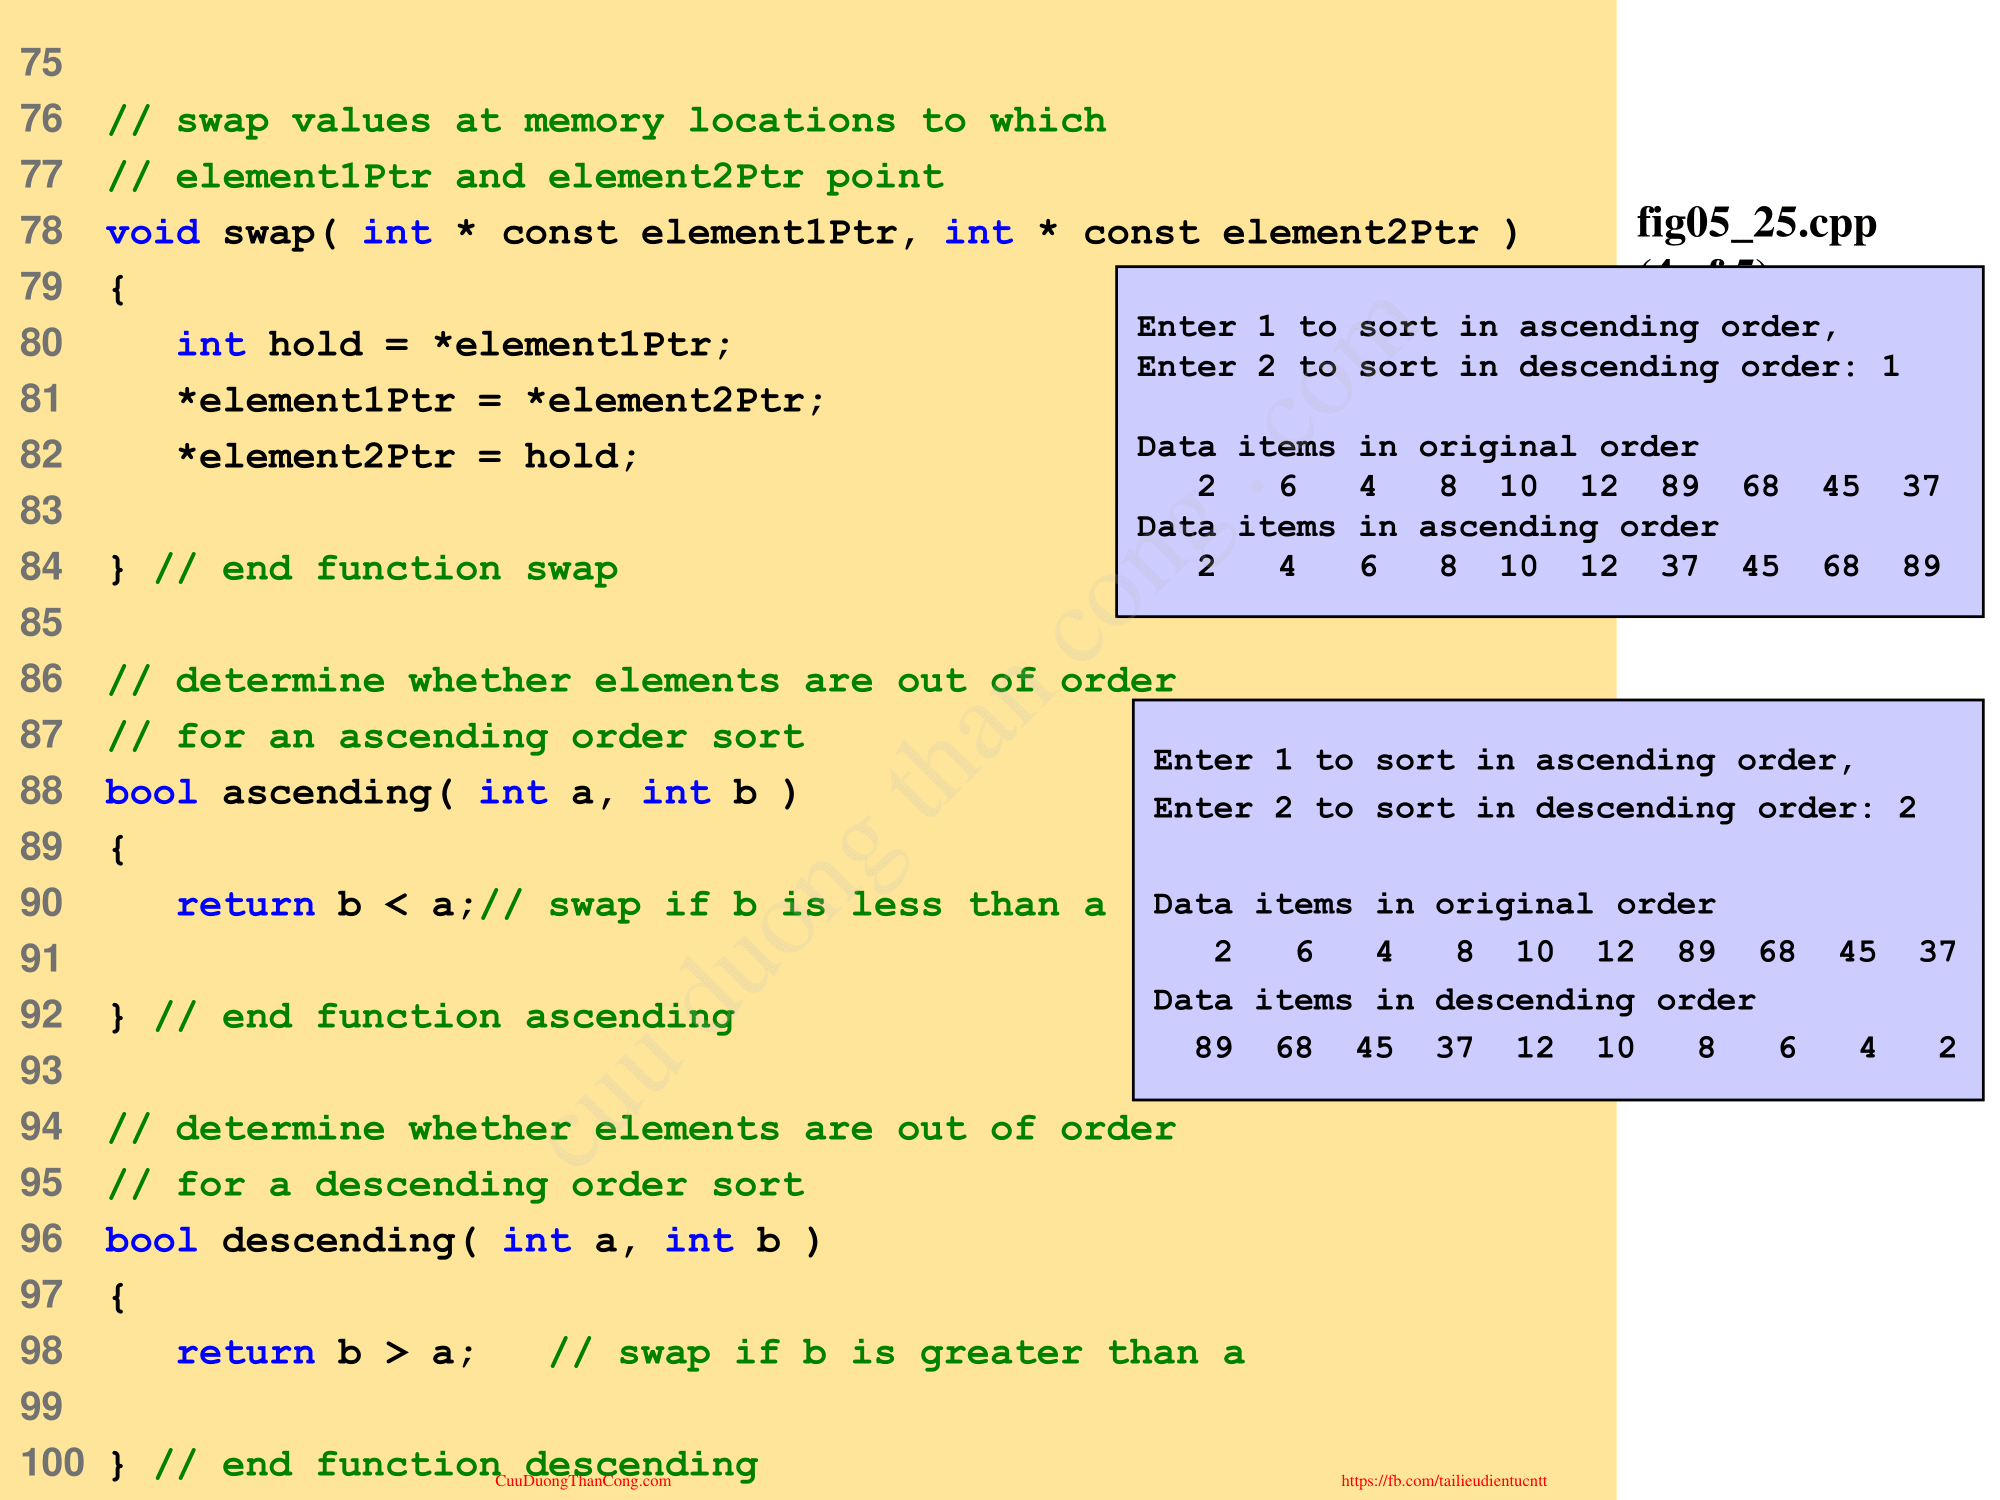 75
76 // swap values at memory locations to which
77 // element1Ptr and element2Ptr point
78 void swap( int * const element1Ptr, int * const element2Ptr )
79 {
80 int hold = *element1Ptr;
81 *element1Ptr = *element2Ptr;
82 *element2Ptr = hold;
83
84 } // end function swap
85
86 // determine whether elements are out of order
87 // for an ascending order sort
88 bool ascending( int a, int b )
89 {
90 return b < a;// swap if b is less than a
91
92 } // end function ascending
93
94 // determine whether elements are out of order
95 // for a descending order sort
96 bool descending( int a, int b )
97 {
98 return b > a; // swap if b is greater than a
99
100 } // end function descending
fig05_25.cpp
Enter 1 to sort in ascending order,
Enter 2 to sort in descending order: 1
Data items in original order
2 6 4 8 10 12 89 68 45 37
Data items in ascending order
2 4 6 8 10 12 37 45 68 89
Enter 1 to sort in ascending order,
Enter 2 to sort in descending order: 2
Data items in original order
2 6 4 8 10 12 89 68 45 37
Data items in descending order
89 68 45 37 12 10 8 6 4 2
cuu duong than cong . com
CuuDuongThanCong.com
https://fb.com/tailieudientucntt